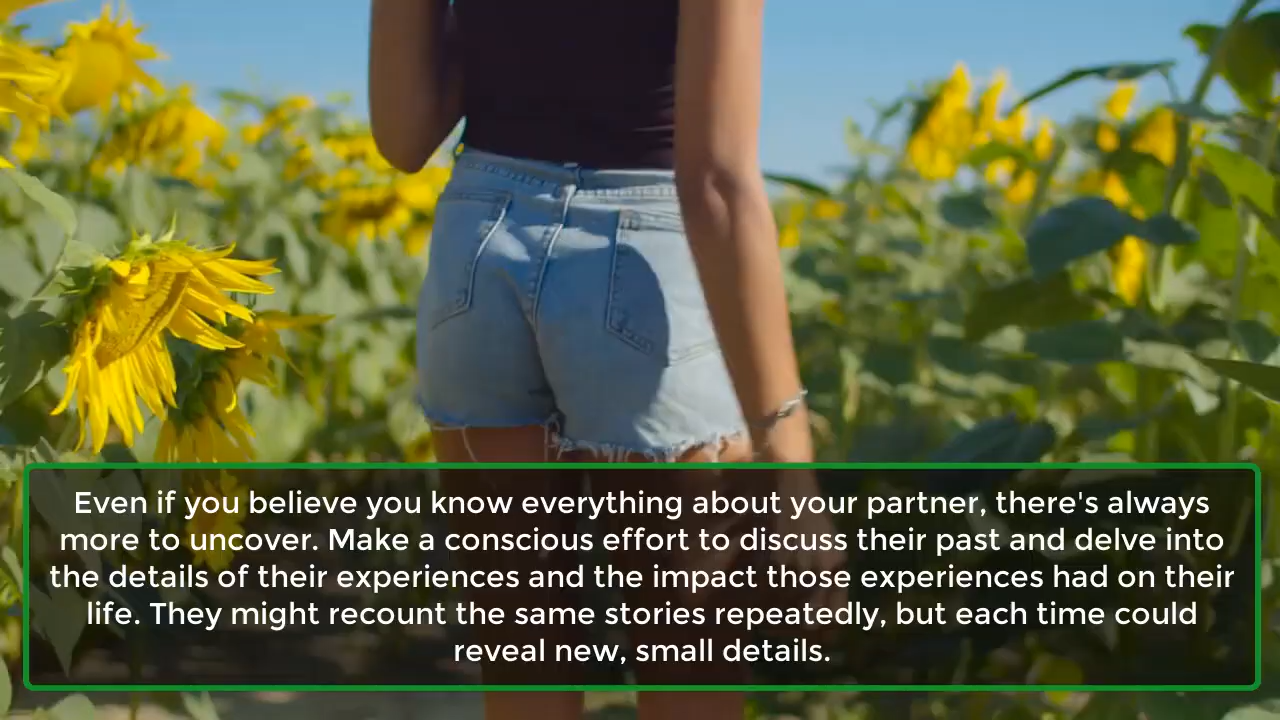 Even if you believe you know everything about your partner, there's always
more to uncover. Make a conscious effort to discuss their past and delve into
the details of their experiences and the impact those experiences had on their
life. They might recount the same stories repeatedly, but each time could
reveal new, small details.